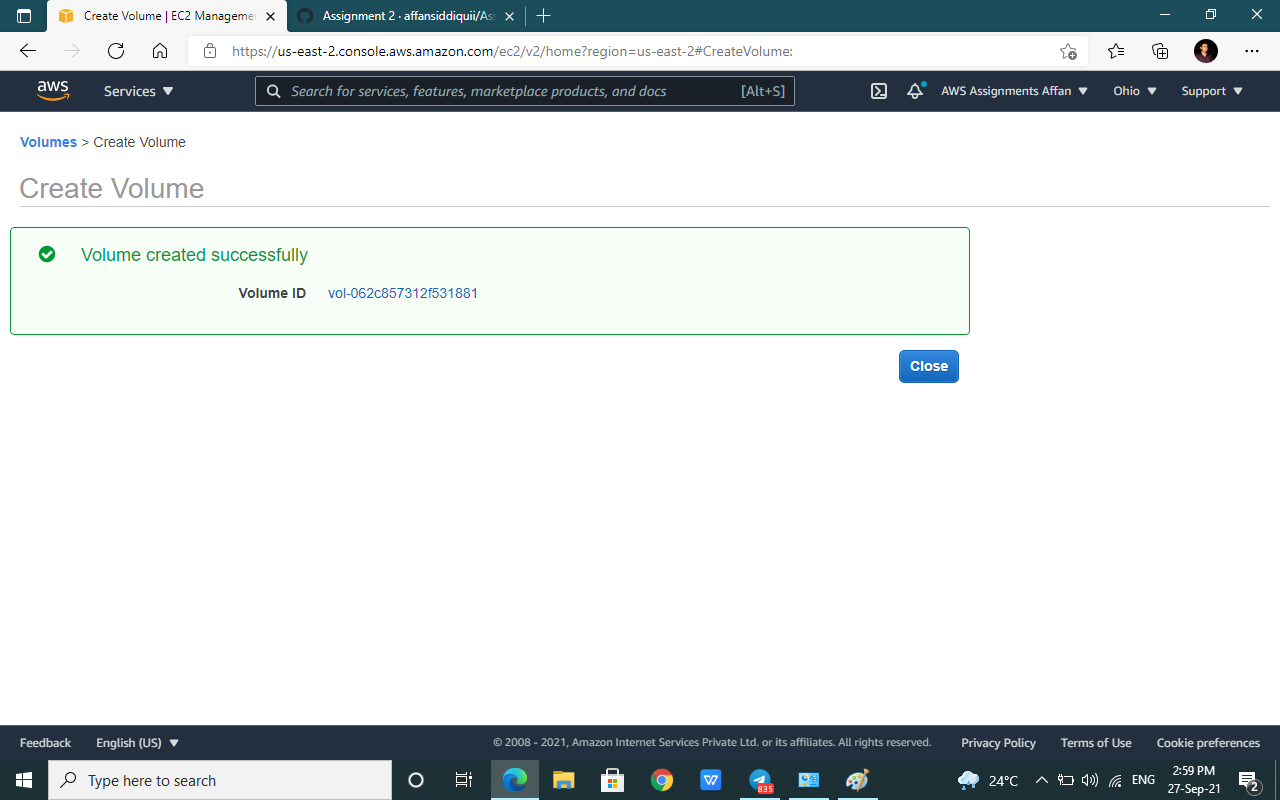 Create Volume | EC2 Managemen
Assignment 2 · affansiddiquii/As
https://us-east-2.console.aws.amazon.com/ec2/v2/home?region=us-east-2#CreateVolume:
aws
Services
Search for services, features, marketplace products, and docs [Alt+S]
AWS Assignments Affan
Ohio
Support
Volumes > Create Volume
Create Volume
Volume created successfully
Volume ID vol-062c857312f531881
Close
Feedback
English (US)
© 2008 - 2021, Amazon Internet Services Private Ltd. or its affiliates. All rights reserved.
Privacy Policy
Terms of Use
Cookie preferences
Type here to search
W
835
24°C
ENG
2:59 PM
27-Sep-21
2